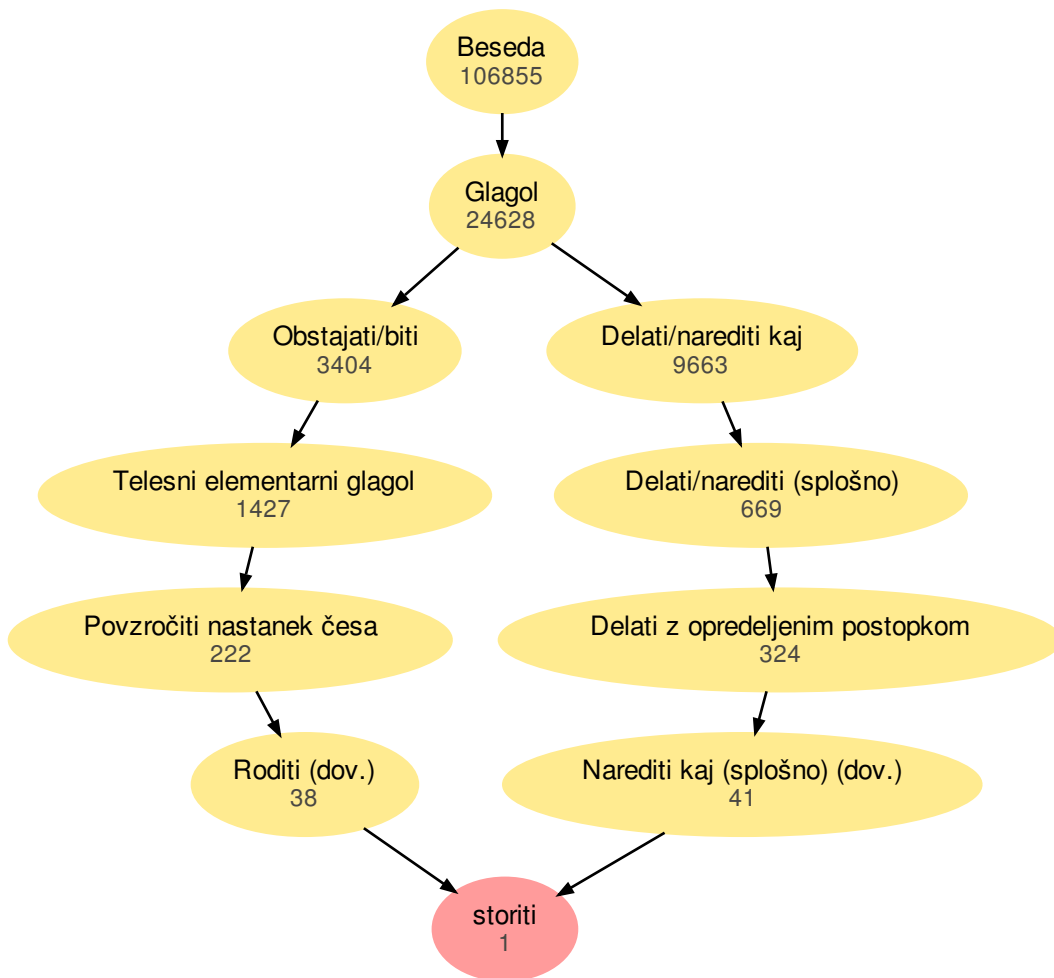 Beseda
106855
Glagol
24628
Obstajati/biti
3404
Delati/narediti kaj
9663
Telesni elementarni glagol
1427
Delati/narediti (splošno)
669
Povzročiti nastanek česa
222
Delati z opredeljenim postopkom
324
Roditi (dov.)
38
Narediti kaj (splošno) (dov.)
41
storiti
1